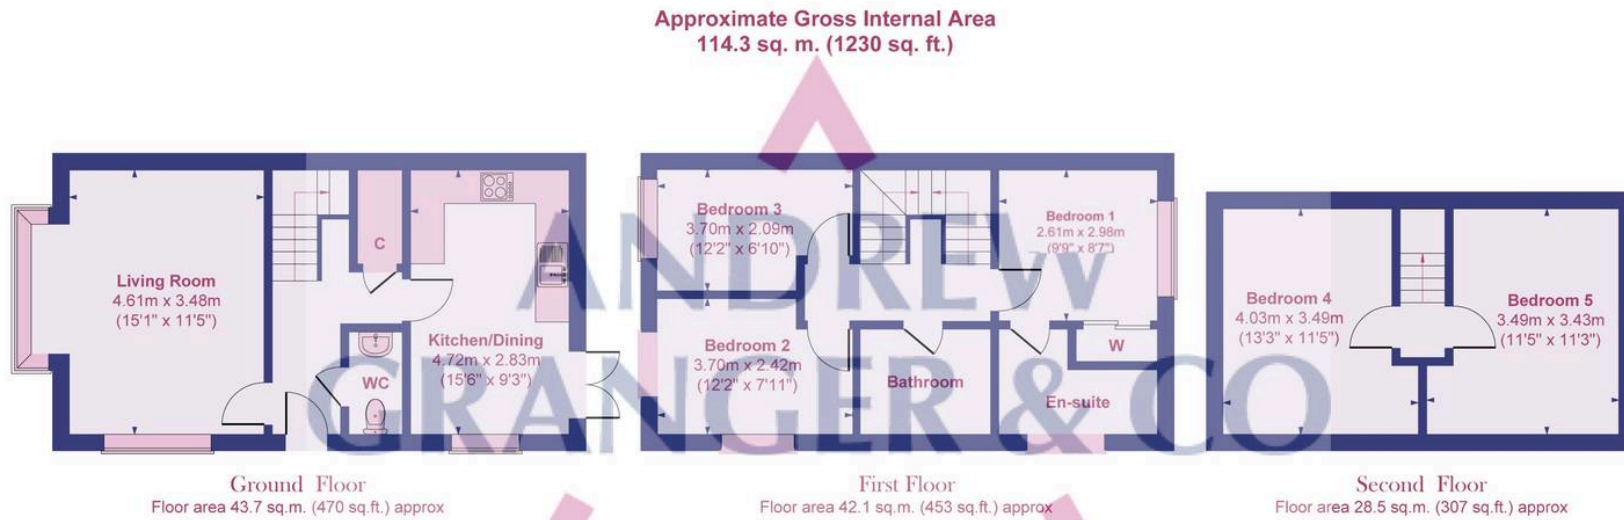 Approximate Gross Internal Area
114.3 sq. m. (1230 sq. ft.)
Living Room
4.61m x 3.48m
(15'1" x 11'5")
C
WC
Kitchen/Dining
4.72m x 2.83m
(15'6" x 9'3")
Ground Floor
Floor area 43.7 sq.m. (470 sq.ft.) approx
Bedroom 3
3.70m x 2.09m
(12'2" x 6'10")
Bedroom 1
2.61m x 2.98m
(9'9" x 8'7")
Bedroom 2
3.70m x 2.42m
(12'2" x 7'11")
Bathroom
W
En-suite
First Floor
Floor area 42.1 sq.m. (453 sq.ft.) approx
Bedroom 4
4.03m x 3.49m
(13'3" x 11'5")
Bedroom 5
3.49m x 3.43m
(11'5" x 11'3")
Second Floor
Floor area 28.5 sq.m. (307 sq.ft.) approx
ANDREW
GRANGER & CO